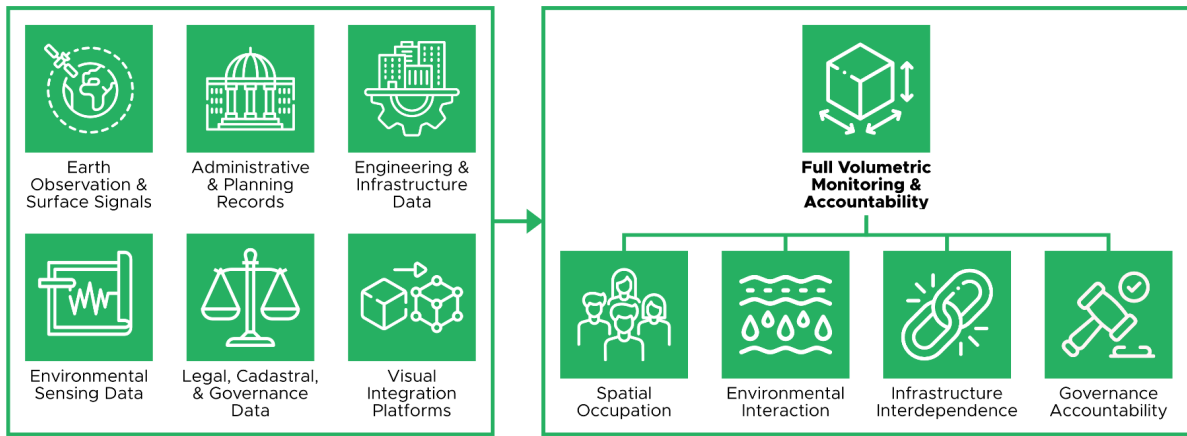 Earth
Observation &
Surface Signals
Administrative
& Planning
Records
Engineering &
Infrastructure
Data
Environmental
Sensing Data
Legal, Cadastral,
& Governance
Data
Visual
Integration
Platforms
Full Volumetric
Monitoring &
Accountability
Spatial
Occupation
Environmental
Interaction
Infrastructure
Interdependence
Governance
Accountability